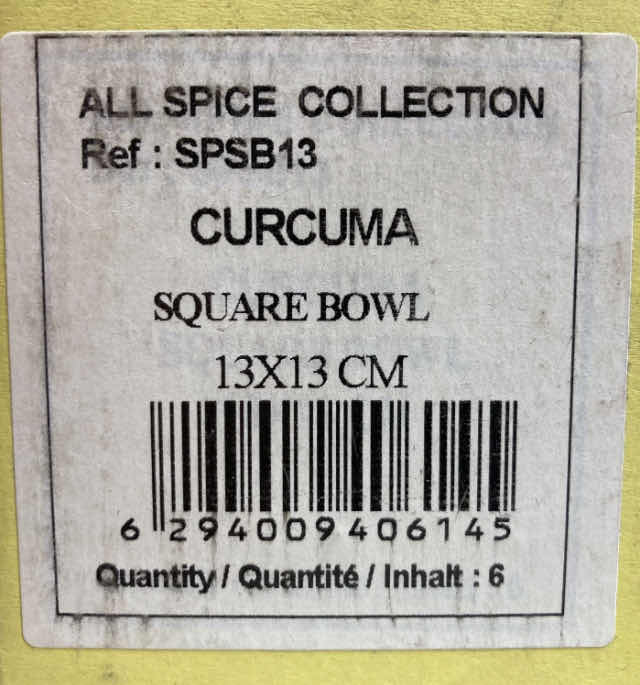 ALL SPICE COLLECTION
Ref : SPSB13
CURCUMA
SQUARE BOWL
13X13 CM
6 294009 406145
Quantity / Quantité / Inhalt : 6